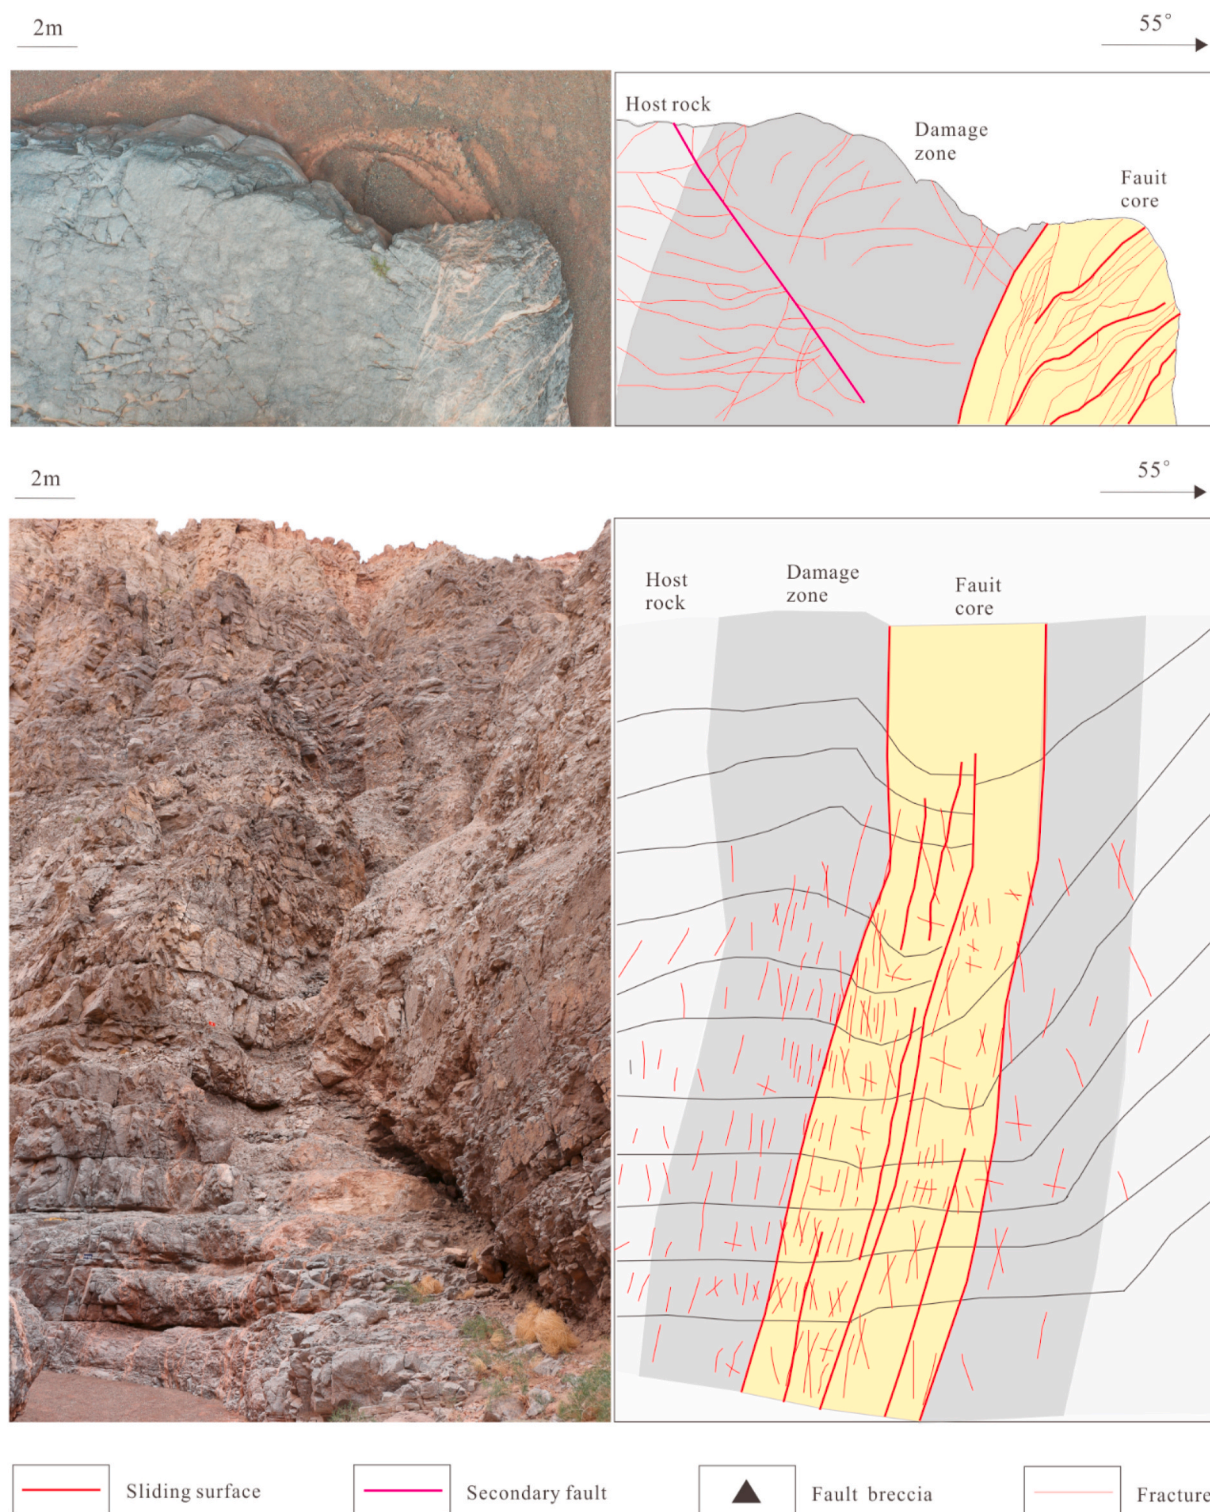 2m
55°
Host rock
Damage
zone
Fauit
core
2m
55°
Host
rock
Damage
zone
Fauit
core
Sliding surface
Secondary fault
Fault breccia
Fracture